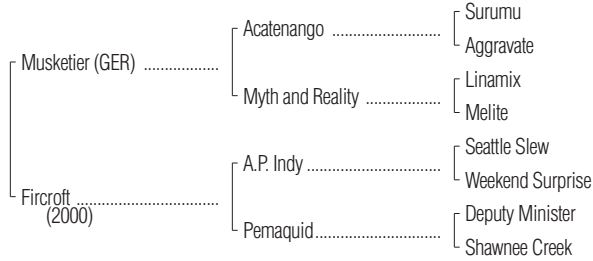 Surumu
Acatenango ......................
Aggravate
Musketier (GER) ...............
Linamix
Myth and Reality ...............
Melite
Seattle Slew
A.P. Indy ...........................
Weekend Surprise
Fircroft .............................
(2000)
Deputy Minister
Pemaquid.........................
Shawnee Creek